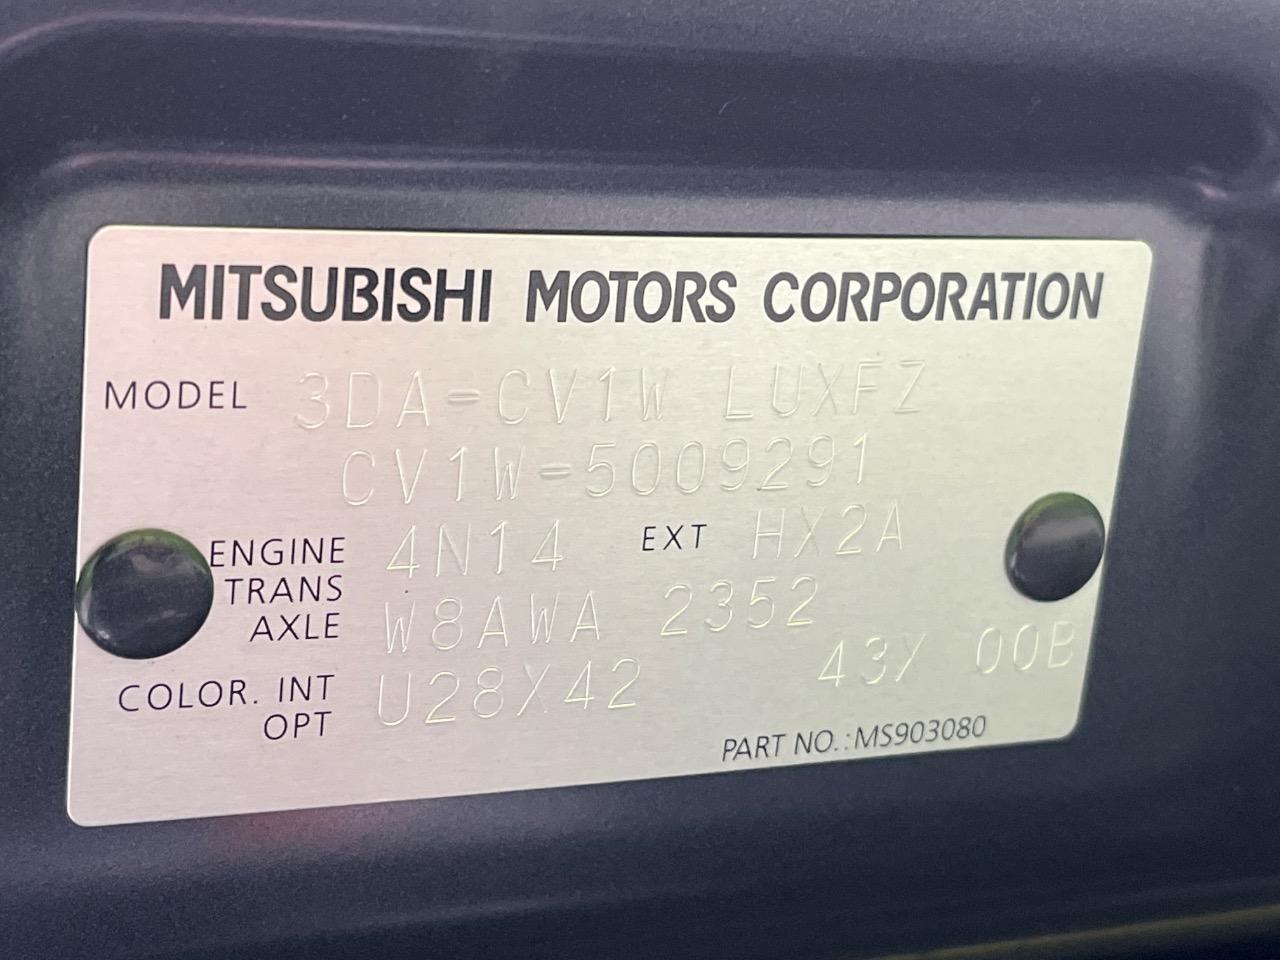 MITSUBISHI MOTORS CORPORATION
MODEL 3DA-CV1W LUXFZ
CV1W-5009291
ENGINE 4N14 EXT HX2A
TRANS
AXLE W8AWA 2352
COLOR. INT
OPT U28X42 43X 00B
PART NO.:MS903080